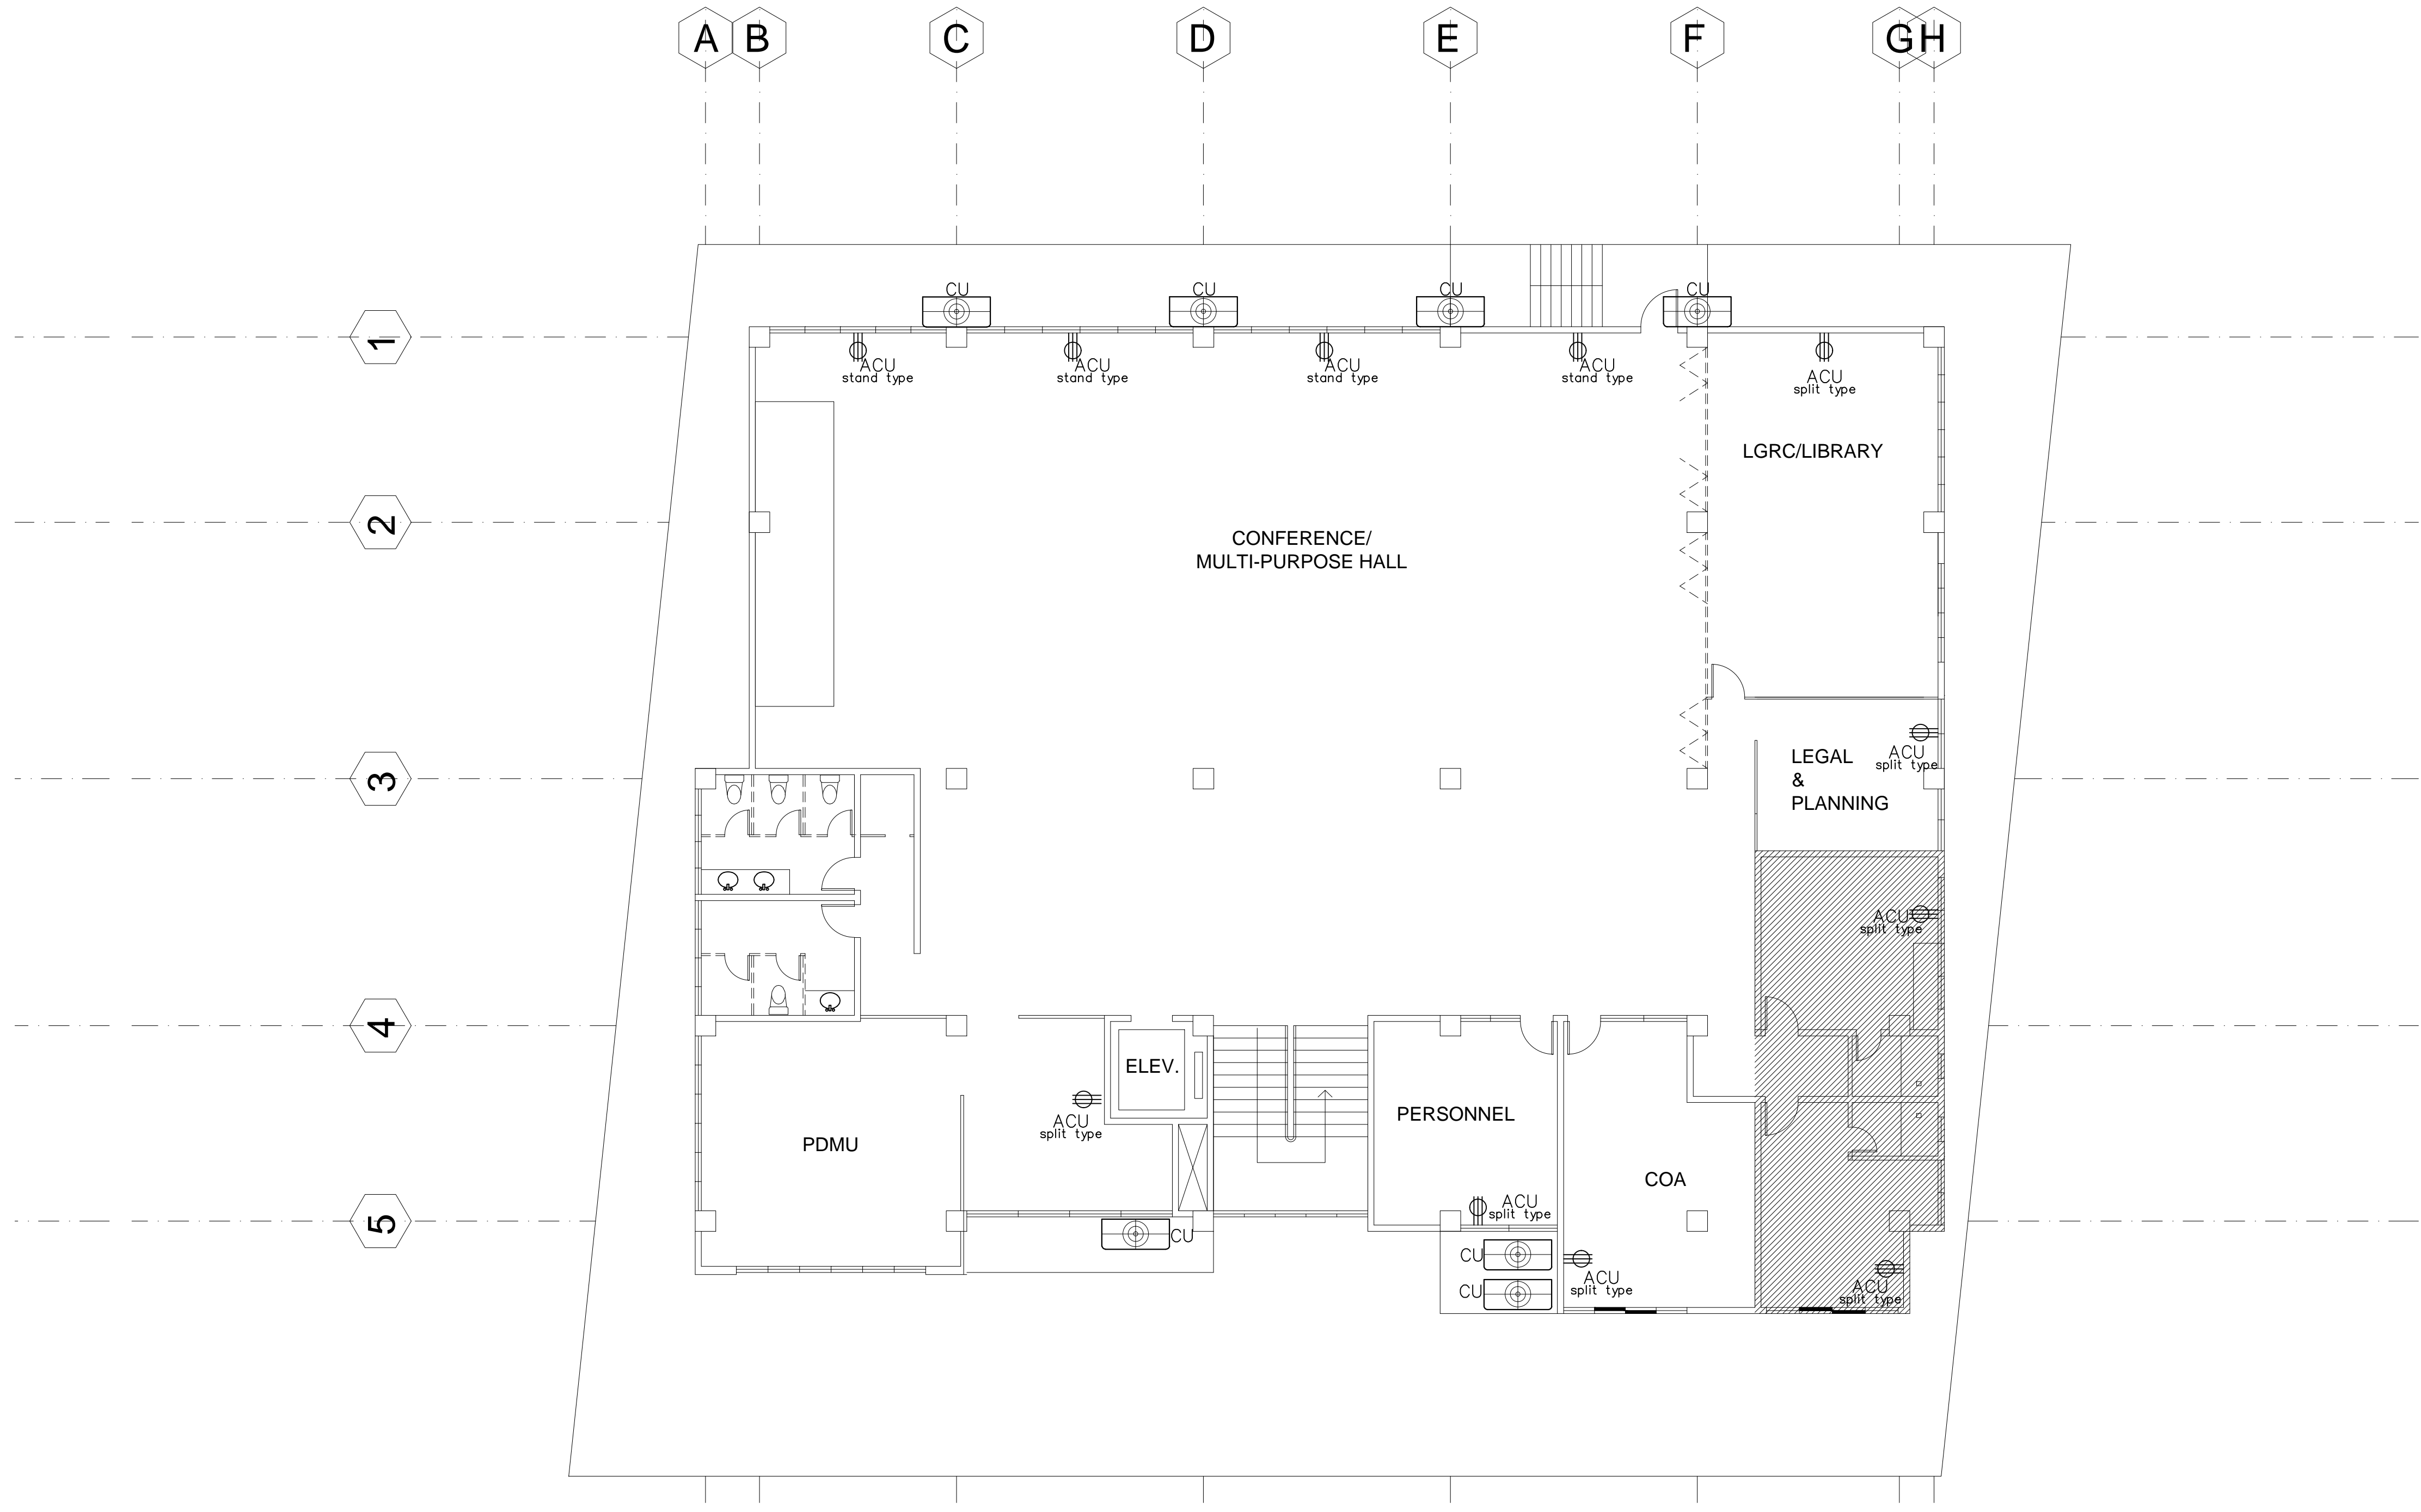 A B C D E F G H
CU CU CU CU
1
ACU ACU ACU ACU ACU
stand type stand type stand type stand type split type
LGRC/LIBRARY
2
CONFERENCE/
MULTI-PURPOSE HALL
3
LEGAL
&
PLANNING
ACU
split type
ACU
split type
4
ELEV.
ACU
split type
PERSONNEL
PDMU
COA
5
ACU
split type
CU
CU
CU
ACU
split type
ACU
split type